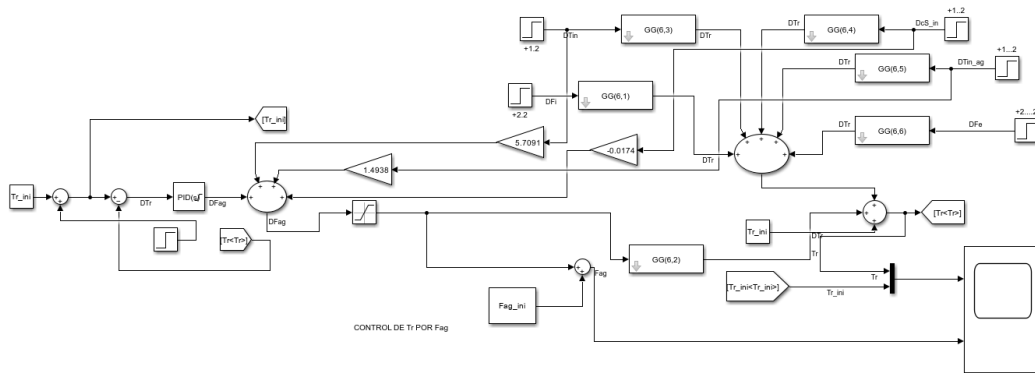 +1..2
DcS_in
DTr
GG(6,4)
DTin
GG(6,3)
DTr
+1.2
+1...2
DTin_ag
DTr
GG(6,5)
DFi
GG(6,1)
+2.2
+2....2
DFe
DTr
GG(6,6)
[Tr_ini]
5.7091
-0.0174
DTr
1.4938
Tr_ini
DTr
PID(s)
DFag
DFag
[Tr<Tr>]
Tr_ini
[Tr<Tr>]
DTr
Tr
GG(6,2)
Fag
Tr
[Tr_ini<Tr_ini>]
Tr_ini
Fag_ini
CONTROL DE Tr POR Fag